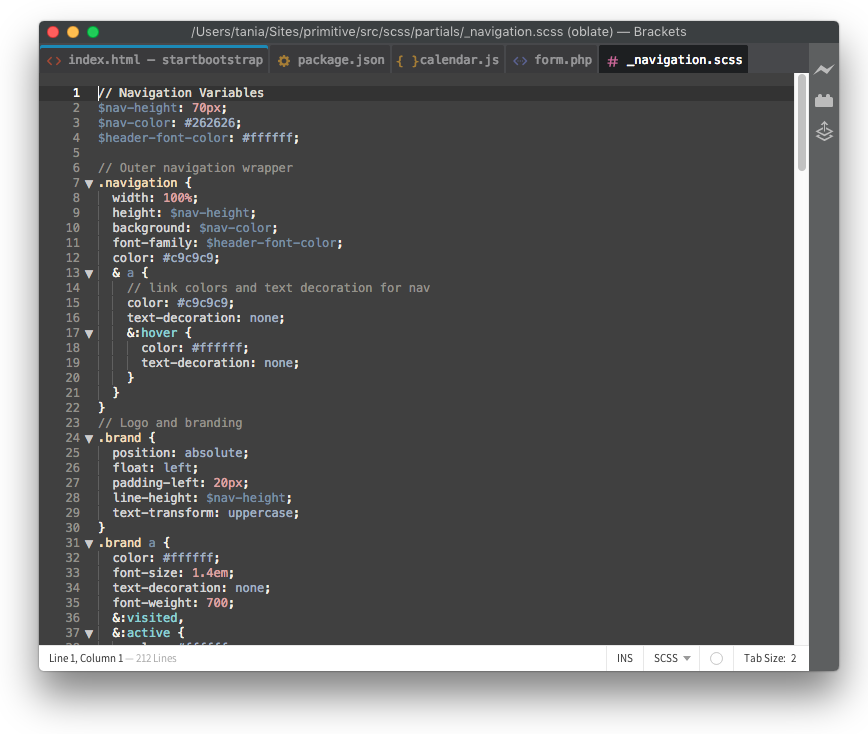 /Users/tania/Sites/primitive/src/scss/partials/_navigation.scss (oblate) — Brackets
<> index.html — startbootstrap package.json { } calendar.js <> form.php # _navigation.scss
1 // Navigation Variables
2 $nav-height: 70px;
3 $nav-color: #262626;
4 $header-font-color: #ffffff;
5
6 // Outer navigation wrapper
7 ▼ .navigation {
8 width: 100%;
9 height: $nav-height;
10 background: $nav-color;
11 font-family: $header-font-color;
12 color: #c9c9c9;
13 ▼ & a {
14 // link colors and text decoration for nav
15 color: #c9c9c9;
16 text-decoration: none;
17 ▼ &:hover {
18 color: #ffffff;
19 text-decoration: none;
20 }
21 }
22 }
23 // Logo and branding
24 ▼ .brand {
25 position: absolute;
26 float: left;
27 padding-left: 20px;
28 line-height: $nav-height;
29 text-transform: uppercase;
30 }
31 ▼ .brand a {
32 color: #ffffff;
33 font-size: 1.4em;
34 text-decoration: none;
35 font-weight: 700;
36 &:visited,
37 ▼ &:active {
Line 1, Column 1 — 212 Lines INS SCSS ▼ Tab Size: 2